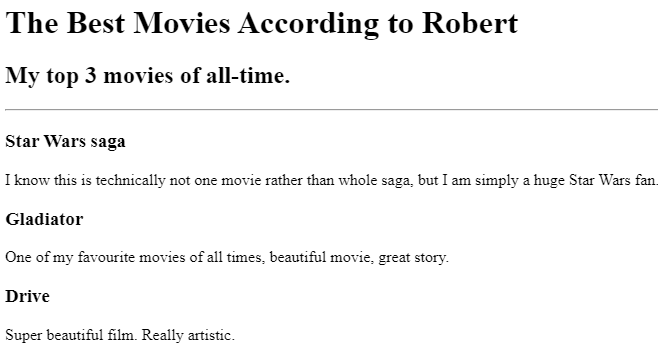 The Best Movies According to Robert
My top 3 movies of all-time.
Star Wars saga
I know this is technically not one movie rather than whole saga, but I am simply a huge Star Wars fan.
Gladiator
One of my favourite movies of all times, beautiful movie, great story.
Drive
Super beautiful film. Really artistic.